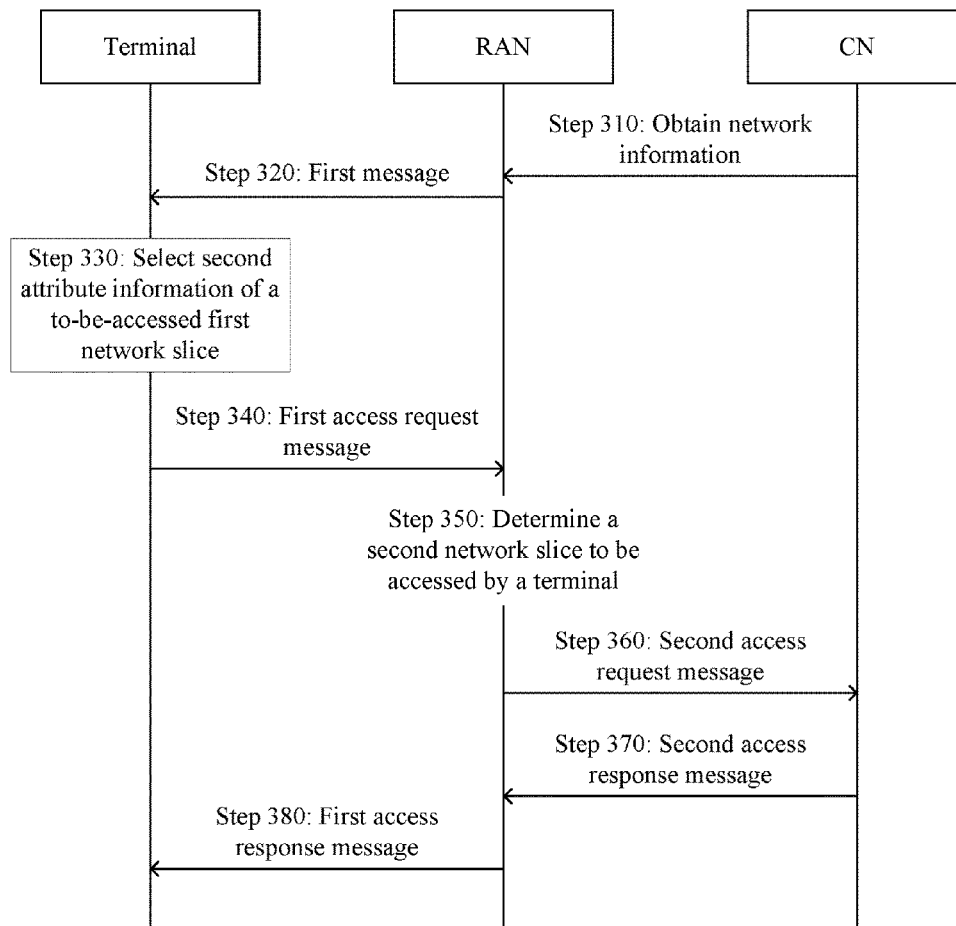 Terminal
RAN
CN
Step 310: Obtain network
information
Step 320: First message
Step 330: Select second
attribute information of a
to-be-accessed first
network slice
Step 340: First access request
message
Step 350: Determine a
second network slice to be
accessed by a terminal
Step 360: Second access
request message
Step 370: Second access
response message
Step 380: First access
response message